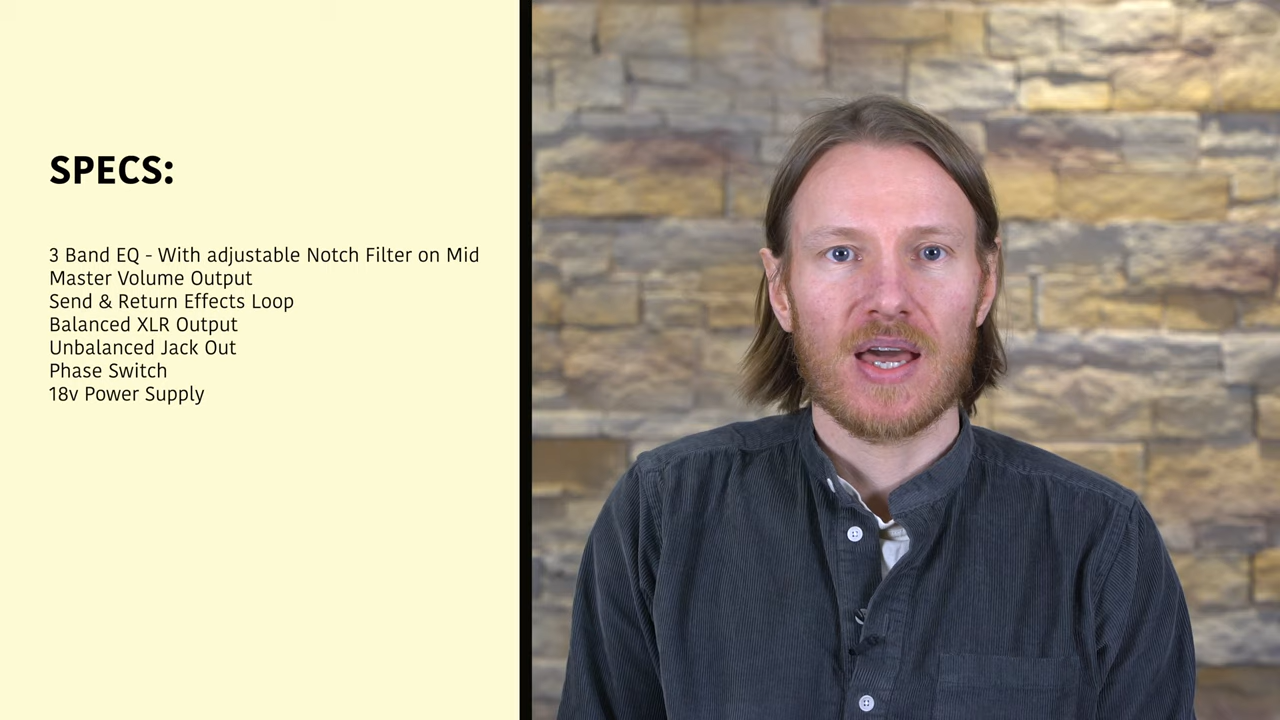 SPECS:
3 Band EQ - With adjustable Notch Filter on Mid
Master Volume Output
Send & Return Effects Loop
Balanced XLR Output
Unbalanced Jack Out
Phase Switch
18v Power Supply